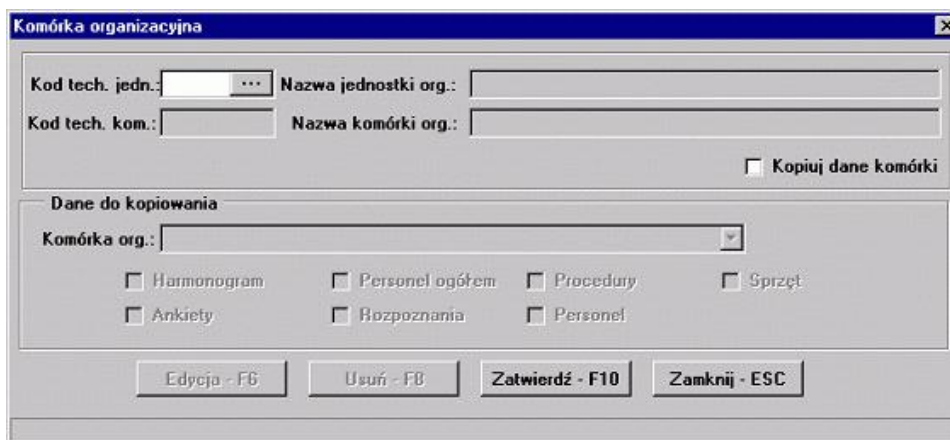 Komórka organizacyjna
Kod tech. jedn.: ... Nazwa jednostki org.:
Kod tech. kom.: Nazwa komórki org.:
Kopiuj dane komórki
Dane do kopiowania
Komórka org.:
Harmonogram Personel ogółem Procedury Sprzęt
Ankiety Rozpoznania Personel
Edycja - F6 Usuń - F8 Zatwierdź - F10 Zamknij - ESC